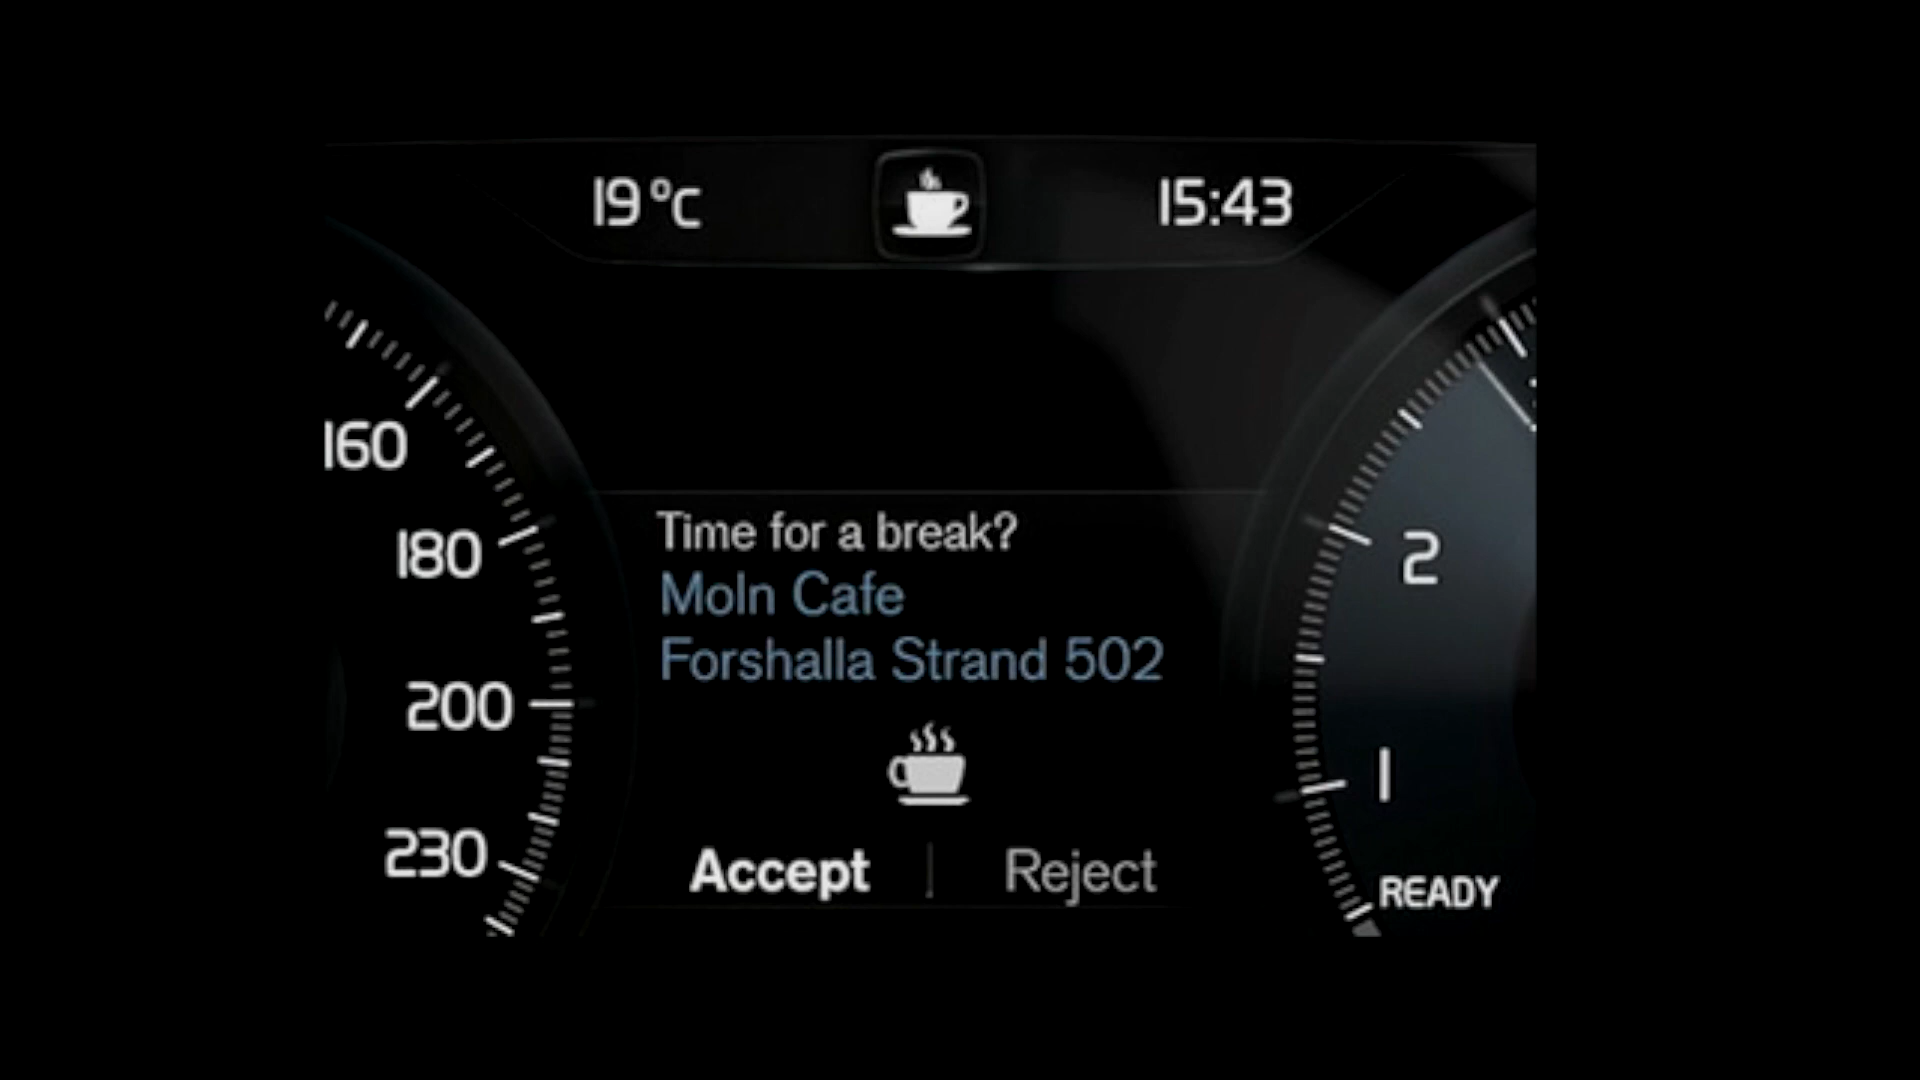 19°C 15:43
160
180
200
230
Time for a break?
Moln Cafe
Forshalla Strand 502
Accept | Reject
2
1
READY